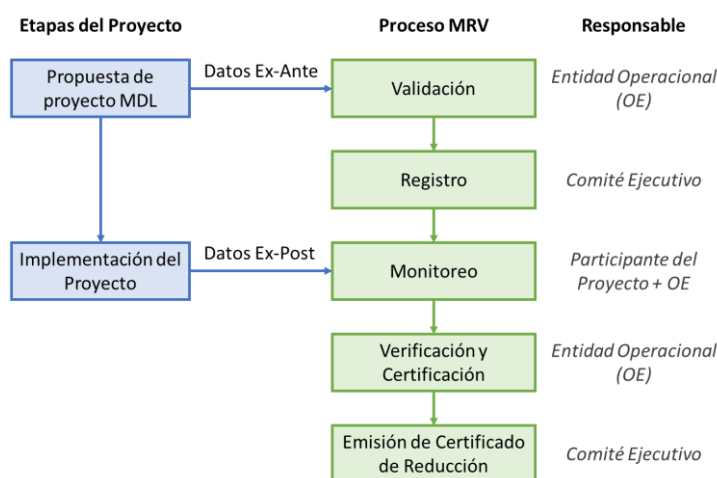 Etapas del Proyecto
Proceso MRV
Responsable
Propuesta de
proyecto MDL
Datos Ex-Ante
Validación
Entidad Operacional
(OE)
Registro
Comité Ejecutivo
Implementación del
Proyecto
Datos Ex-Post
Monitoreo
Participante del
Proyecto + OE
Verificación y
Certificación
Entidad Operacional
(OE)
Emisión de Certificado
de Reducción
Comité Ejecutivo